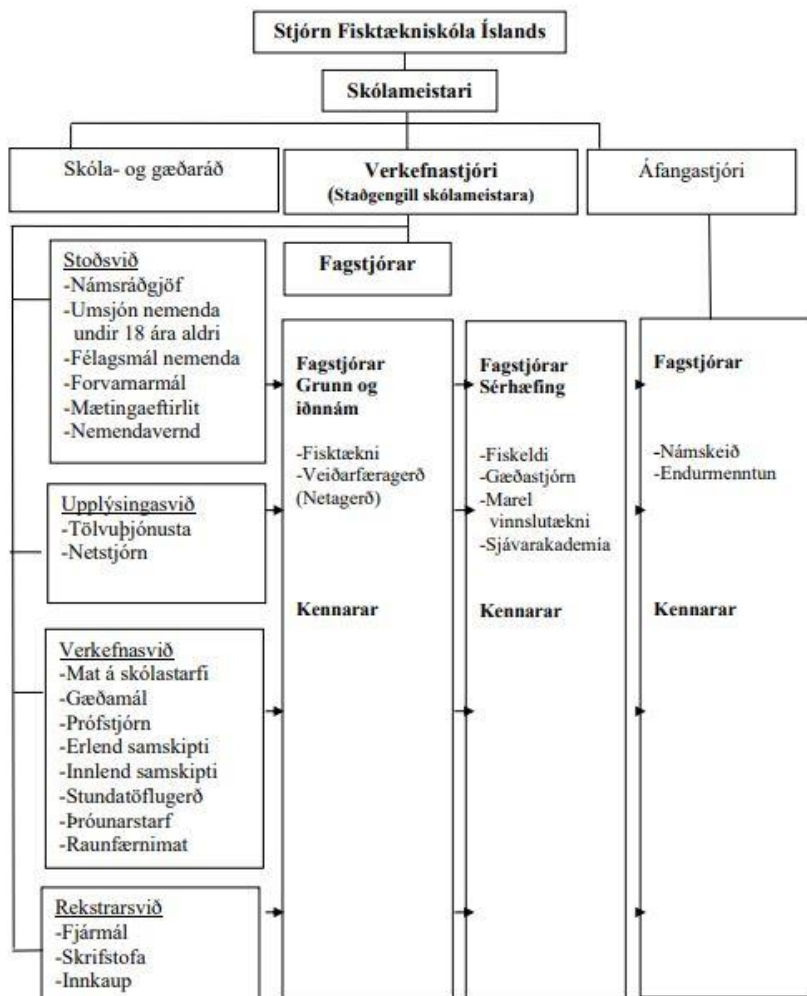 Stjórn Fisktækniskóla Íslands
Skólameistari
Skóla- og gæðaráð
Verkefnastjóri
(Staðgengill skólameistara)
Áfangastjóri
Fagstjórar
Stoðsvið
-Námsráðgjöf
-Umsjón nemenda
undir 18 ára aldri
-Félagsmál nemenda
-Forvarnarmál
-Mætingaeftirlit
-Nemendavernd
Upplýsingasvið
-Tölvuþjónusta
-Netstjórn
Verkefnasvið
-Mat á skólastarfi
-Gæðamál
-Prófstjórn
-Erlend samskipti
-Innlend samskipti
-Stundatöflugerð
-Þróunarstarf
-Raunfærnimat
Rekstrarsvið
-Fjármál
-Skrifstofa
-Innkaup
Fagstjórar
Grunn og
iðnnám
-Fisktækni
-Veiðarfæragerð
(Netagerð)
Kennarar
Fagstjórar
Sérhæfing
-Fiskeldi
-Gæðastjórn
-Marel
vinnslutækni
-Sjávarakademía
Kennarar
Fagstjórar
-Námskeið
-Endurmenntun
Kennarar